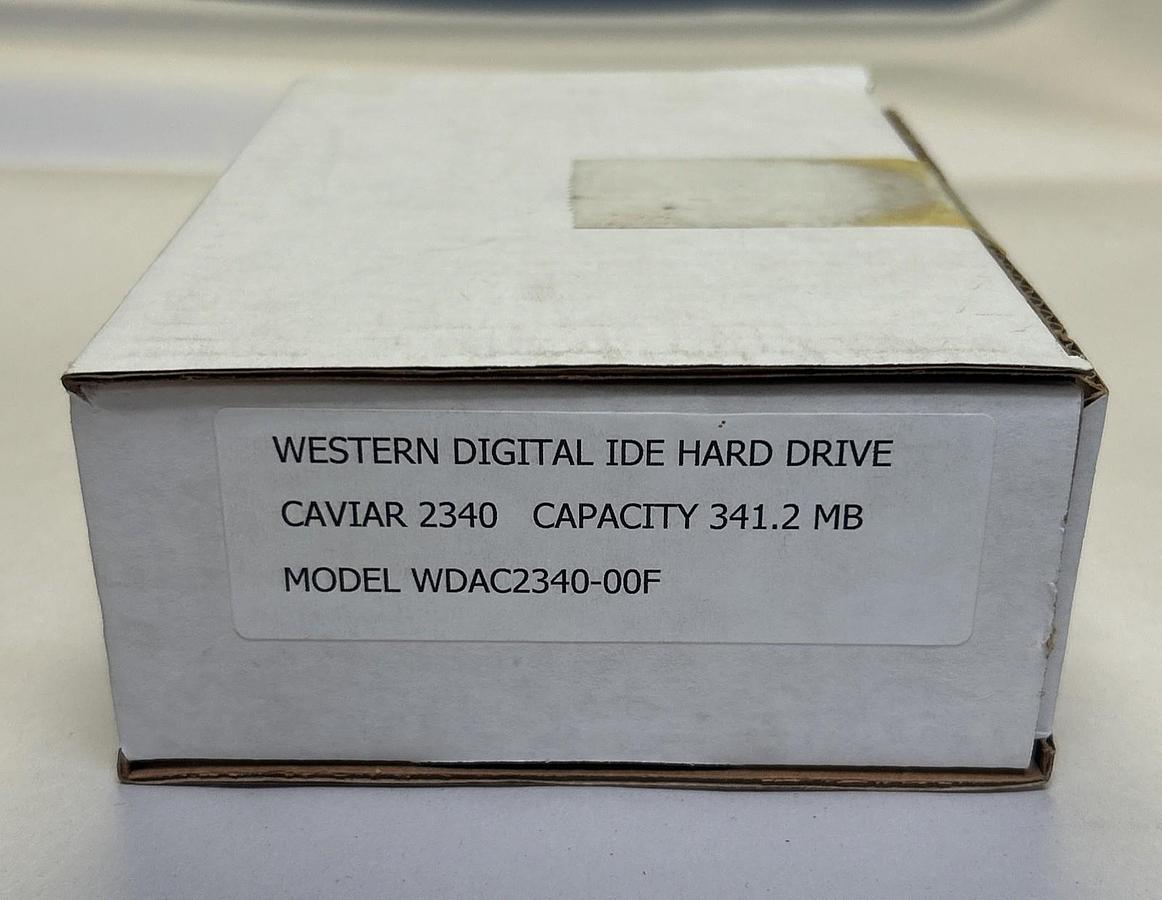 WESTERN DIGITAL IDE HARD DRIVE
CAVIAR 2340 CAPACITY 341.2 MB
MODEL WDAC2340-00F